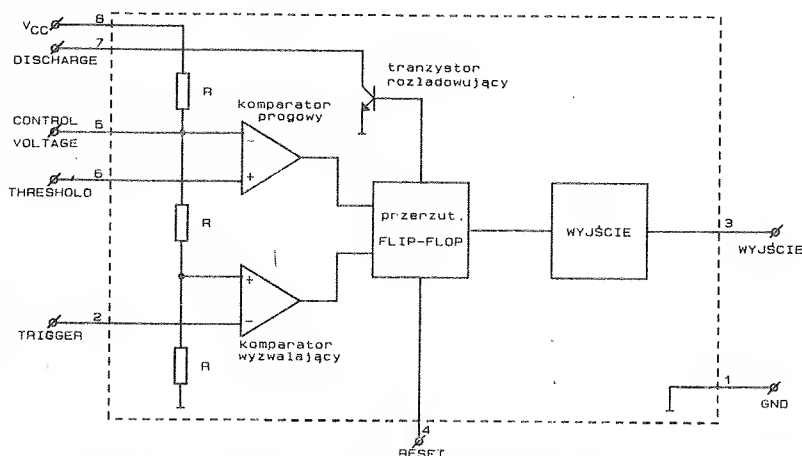 VCC
8
DISCHARGE
7
tranzystor
rozładowujący
R
komparator
progowy
CONTROL
VOLTAGE
5
-
+
THRESHOLD
6
R
przerzut.
FLIP-FLOP
WYJŚCIE
3
WYJŚCIE
+
-
TRIGGER
2
komparator
wyzwalający
R
1
GND
4
RESET